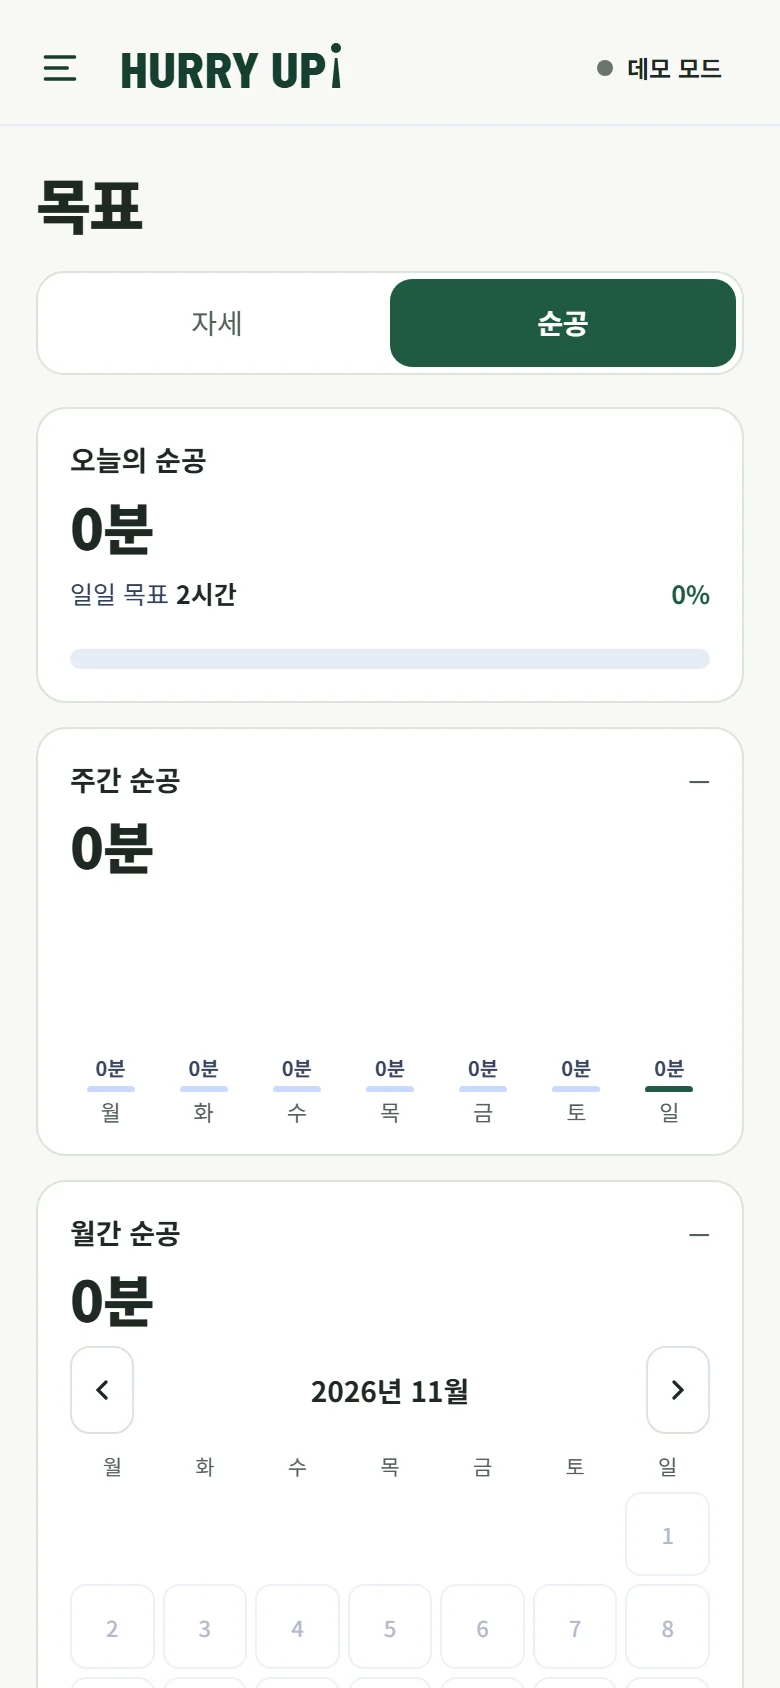 HURRY UP¡
데모 모드
목표
자세 순공
오늘의 순공
0분
일일 목표 2시간 0%
주간 순공 —
0분
0분 0분 0분 0분 0분 0분 0분
월 화 수 목 금 토 일
월간 순공 —
0분
2026년 11월
월 화 수 목 금 토 일
1
2 3 4 5 6 7 8